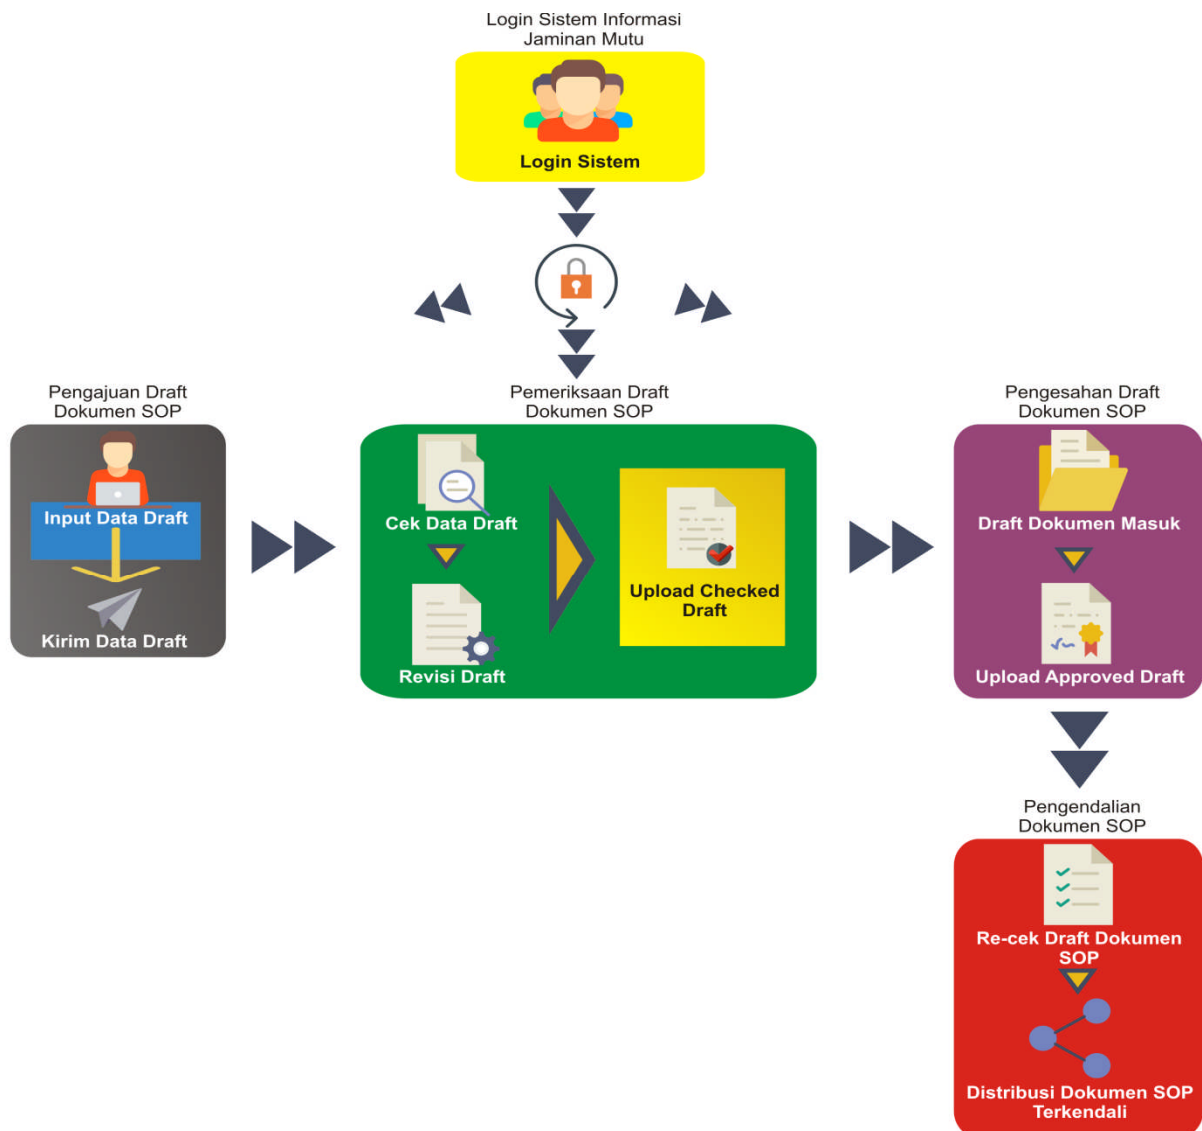 Login Sistem Informasi
Jaminan Mutu
Login Sistem
Pengajuan Draft
Dokumen SOP
Input Data Draft
Kirim Data Draft
Pemeriksaan Draft
Dokumen SOP
Cek Data Draft
Revisi Draft
Upload Checked
Draft
Pengesahan Draft
Dokumen SOP
Draft Dokumen Masuk
Upload Approved Draft
Pengendalian
Dokumen SOP
Re-cek Draft Dokumen
SOP
Distribusi Dokumen SOP
Terkendali